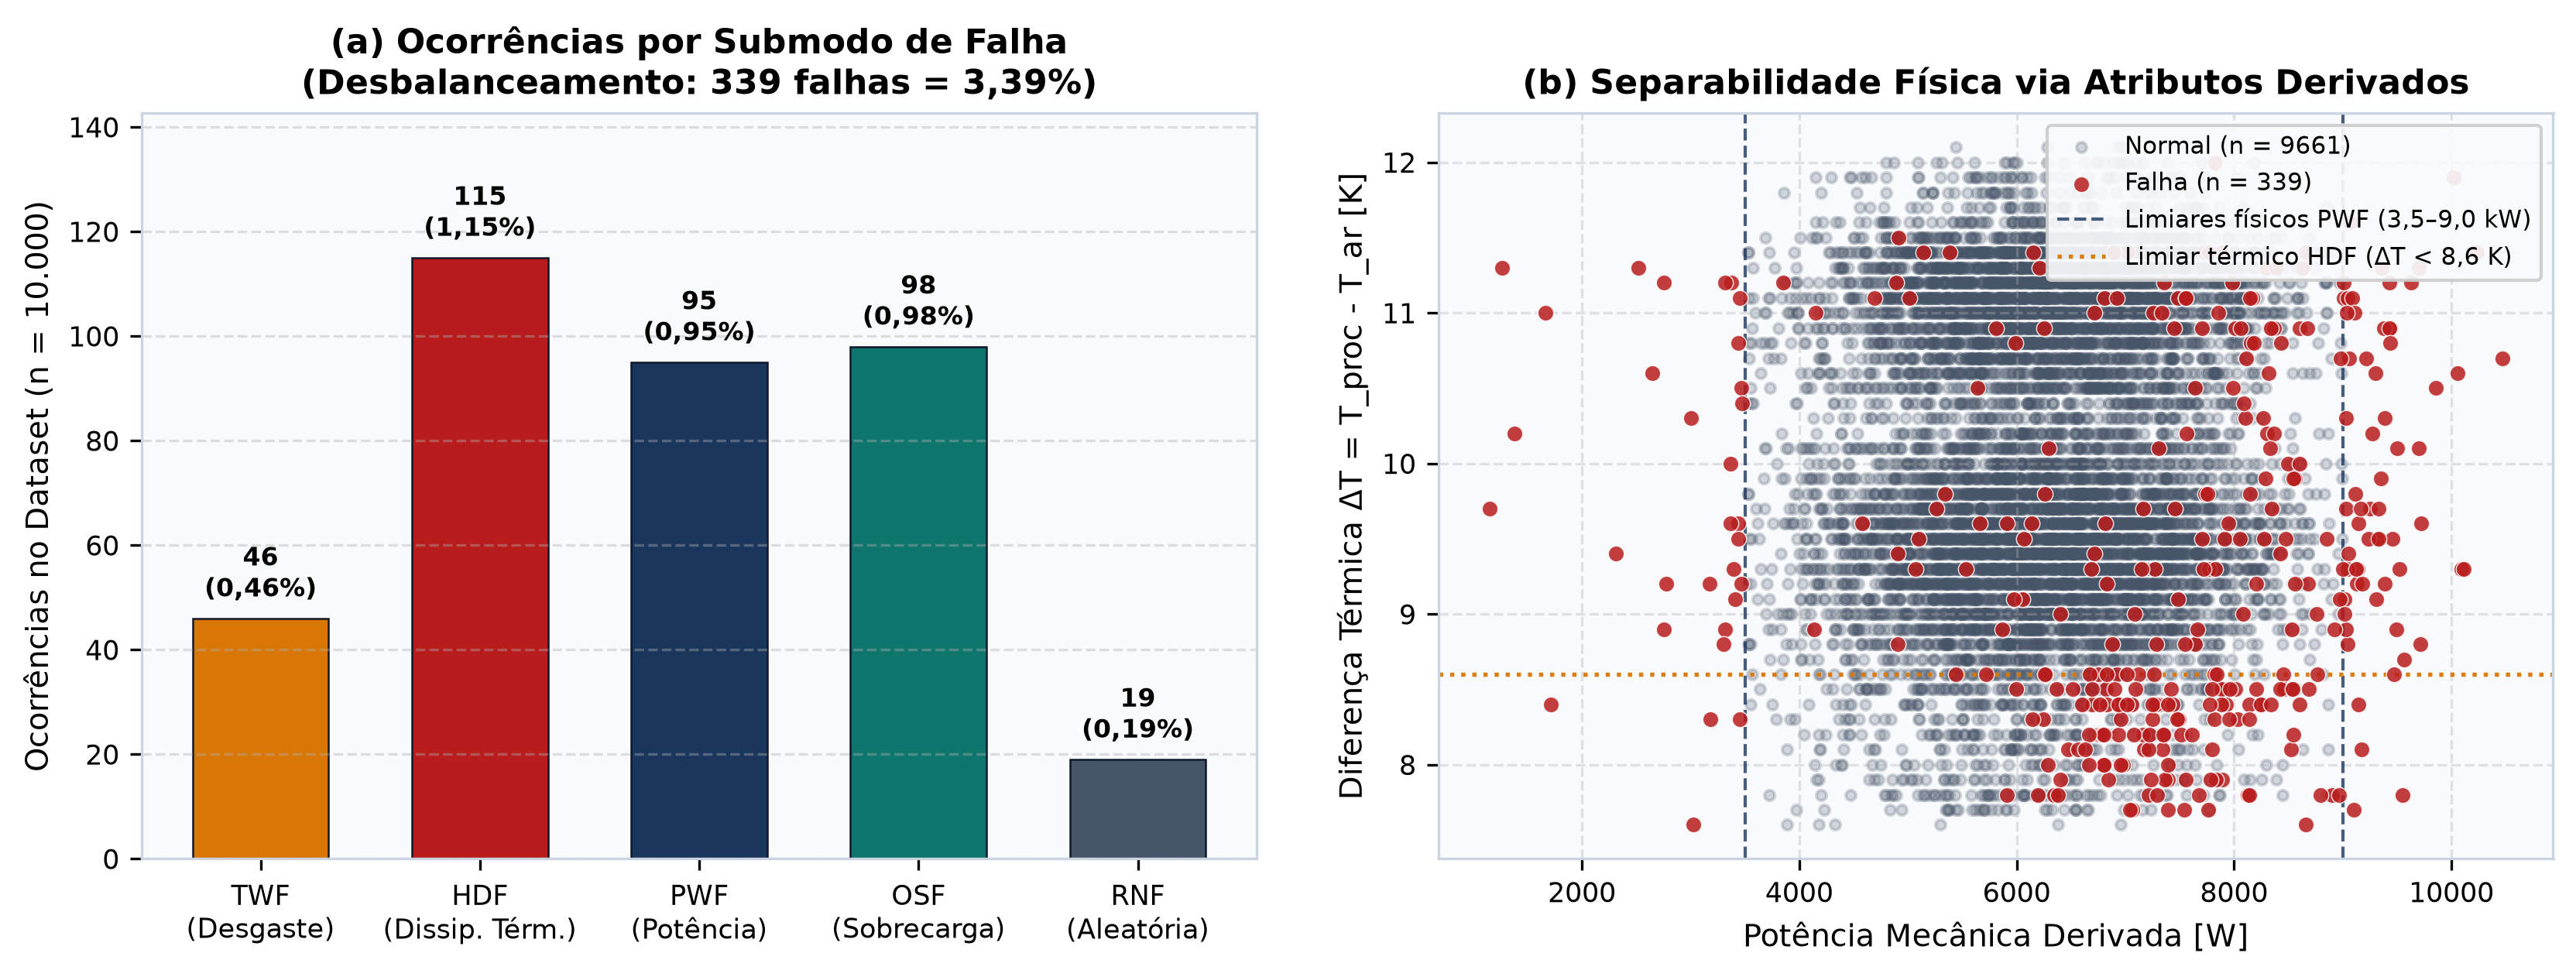 (a) Ocorrências por Submodo de Falha
(Desbalanceamento: 339 falhas = 3,39%)
Ocorrências no Dataset (n = 10.000)
140
120
100
80
60
40
20
0
46
(0,46%)
115
(1,15%)
95
(0,95%)
98
(0,98%)
19
(0,19%)
TWF
(Desgaste)
HDF
(Dissip. Térm.)
PWF
(Potência)
OSF
(Sobrecarga)
RNF
(Aleatória)
(b) Separabilidade Física via Atributos Derivados
Diferença Térmica ΔT = T_proc - T_ar [K]
12
11
10
9
8
Normal (n = 9661)
Falha (n = 339)
Limiares físicos PWF (3,5–9,0 kW)
Limiar térmico HDF (ΔT < 8,6 K)
2000
4000
6000
8000
10000
Potência Mecânica Derivada [W]